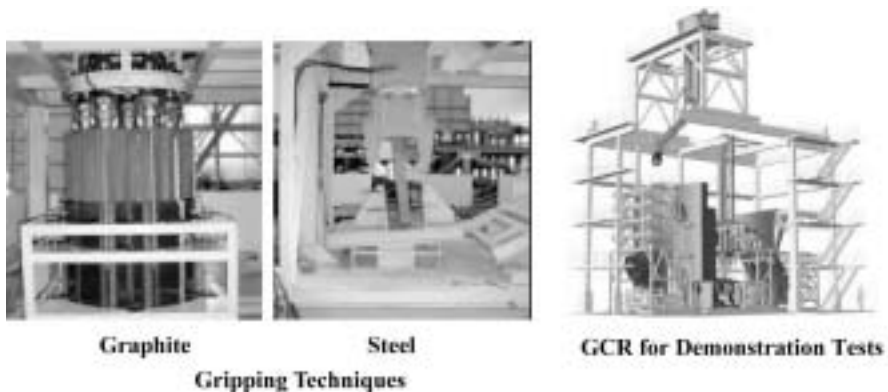 Graphite
Steel
GCR for Demonstration Tests
Gripping Techniques